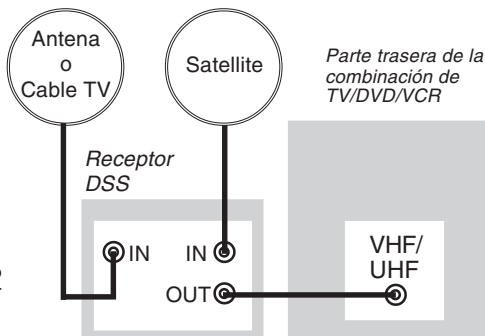 Antena
o
Cable TV
Satellite
Parte trasera de la
combinación de
TV/DVD/VCR
Receptor
DSS
IN
IN
OUT
VHF/
UHF